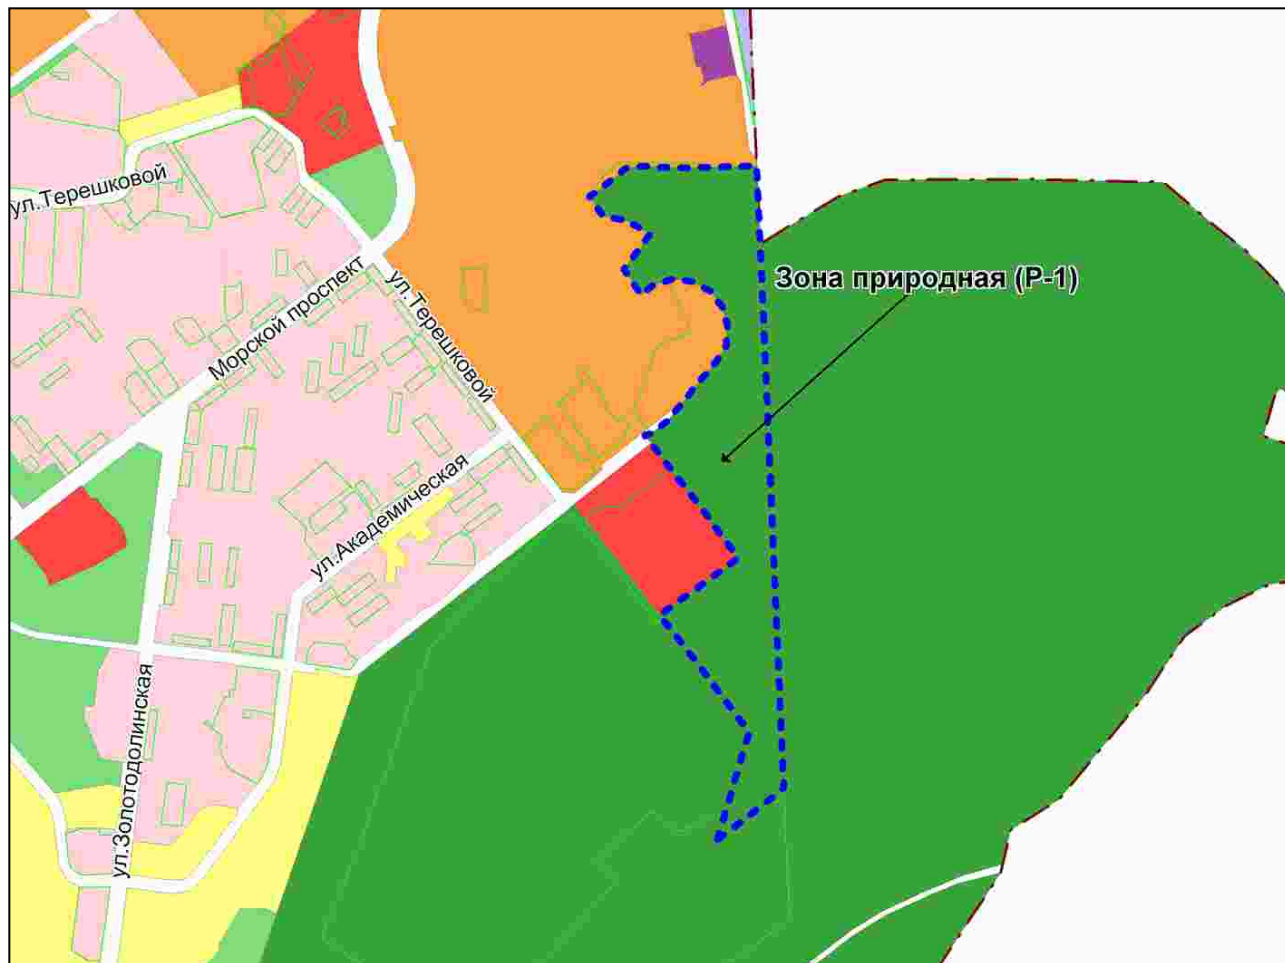 ул.Терешковой
Морской проспект
ул.Терешковой
Зона природная (Р-1)
ул.Академическая
ул.Золотодолинская